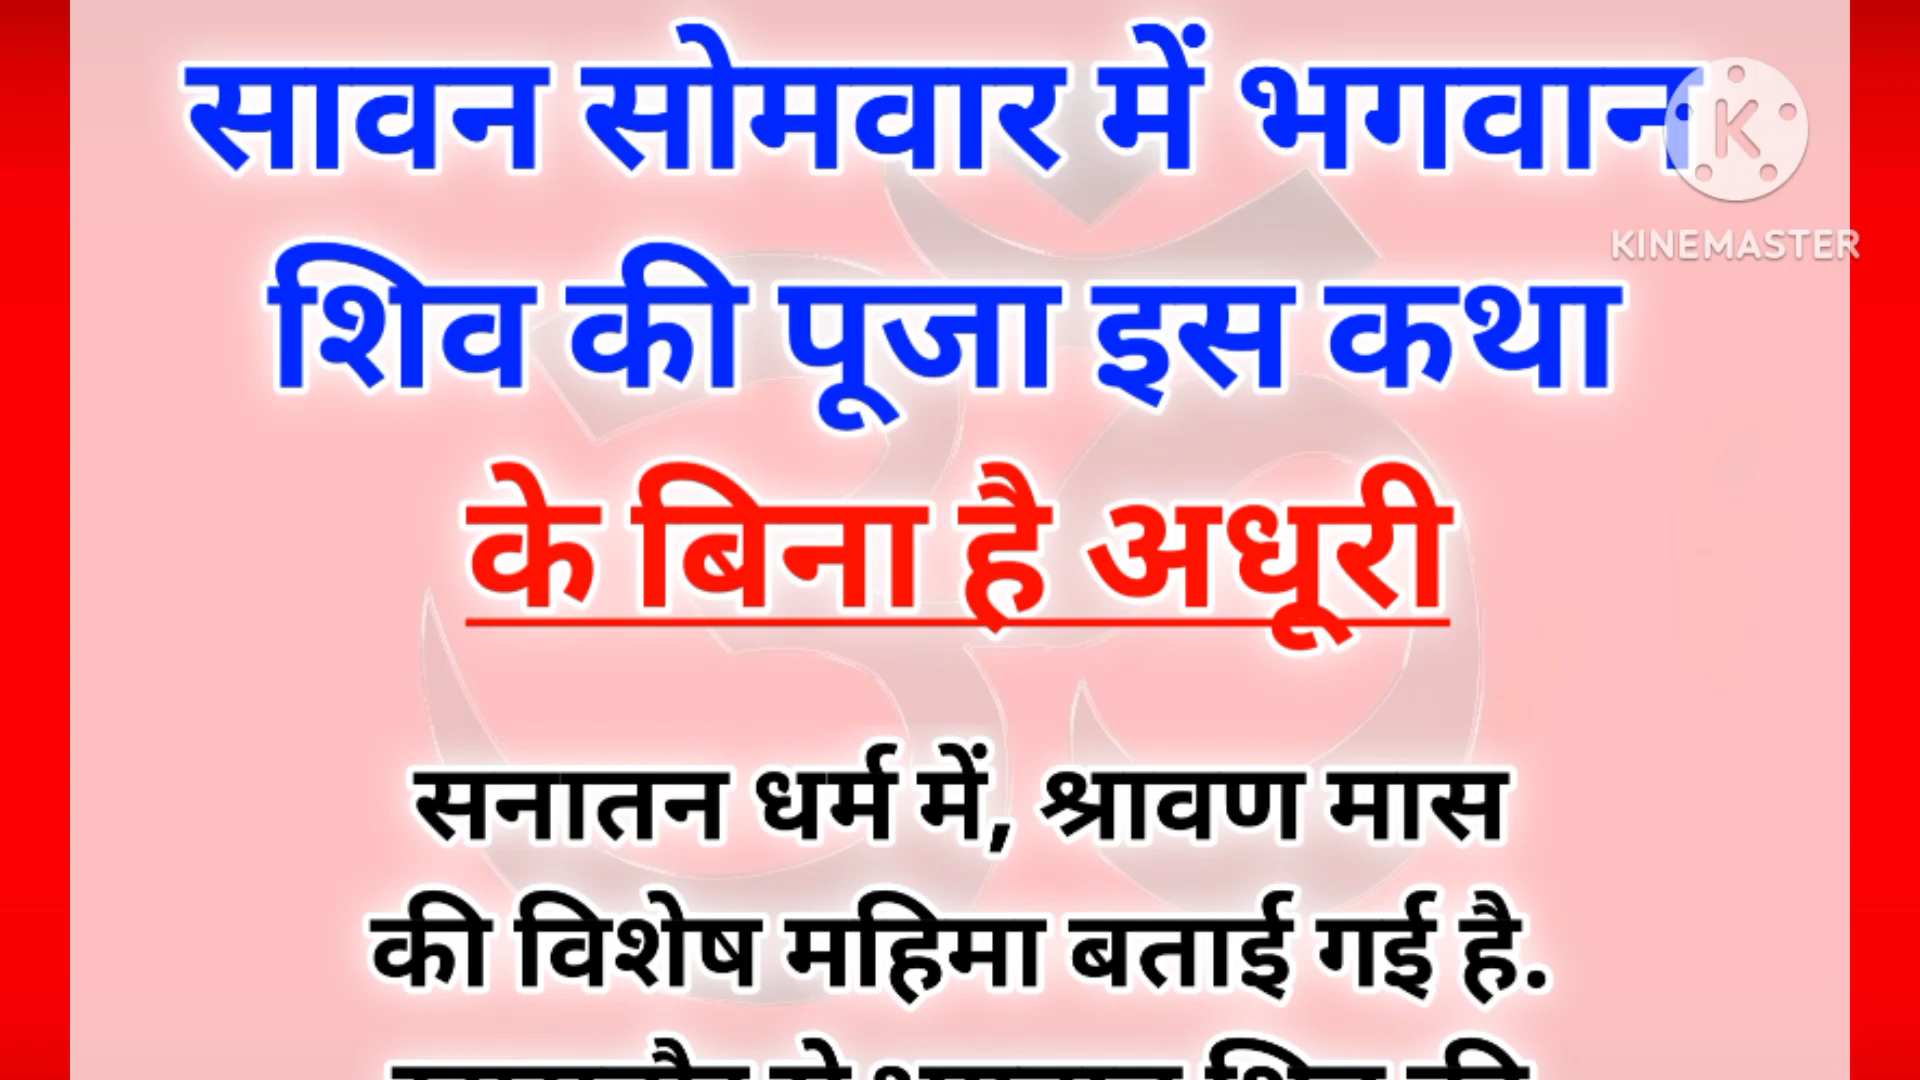 सावन सोमवार में भगवान
शिव की पूजा इस कथा
के बिना है अधूरी
सनातन धर्म में, श्रावण मास
की विशेष महिमा बताई गई है.
K
KINEMASTER